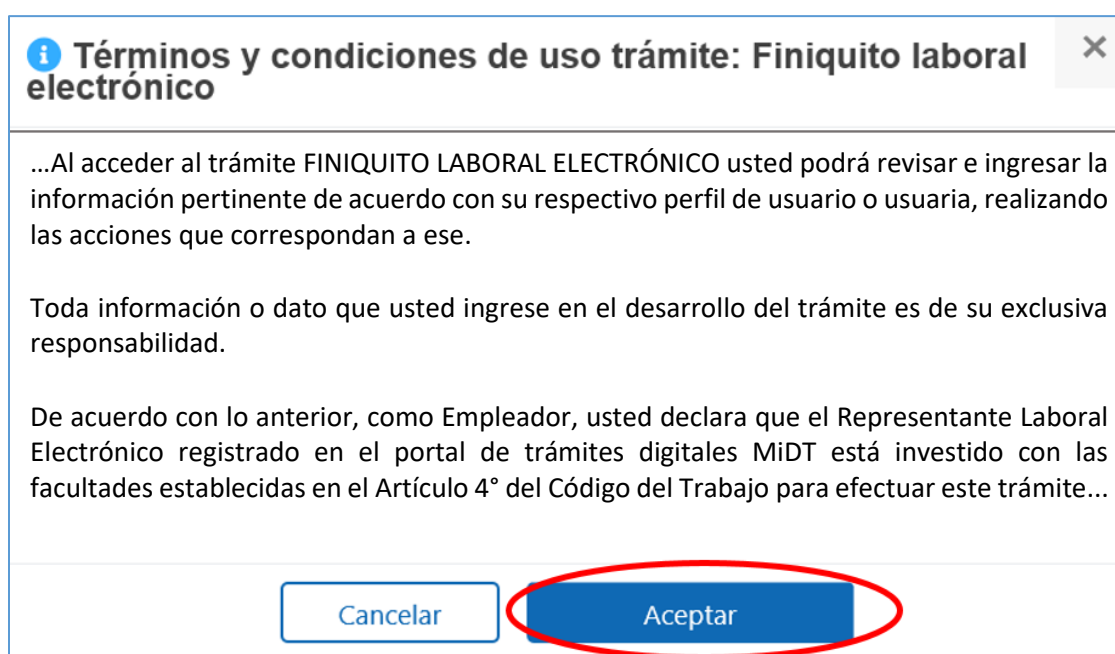 Términos y condiciones de uso trámite: Finiquito laboral
electrónico
×
…Al acceder al trámite FINIQUITO LABORAL ELECTRÓNICO usted podrá revisar e ingresar la
información pertinente de acuerdo con su respectivo perfil de usuario o usuaria, realizando
las acciones que correspondan a ese.
Toda información o dato que usted ingrese en el desarrollo del trámite es de su exclusiva
responsabilidad.
De acuerdo con lo anterior, como Empleador, usted declara que el Representante Laboral
Electrónico registrado en el portal de trámites digitales MiDT está investido con las
facultades establecidas en el Artículo 4° del Código del Trabajo para efectuar este trámite...
Cancelar
Aceptar